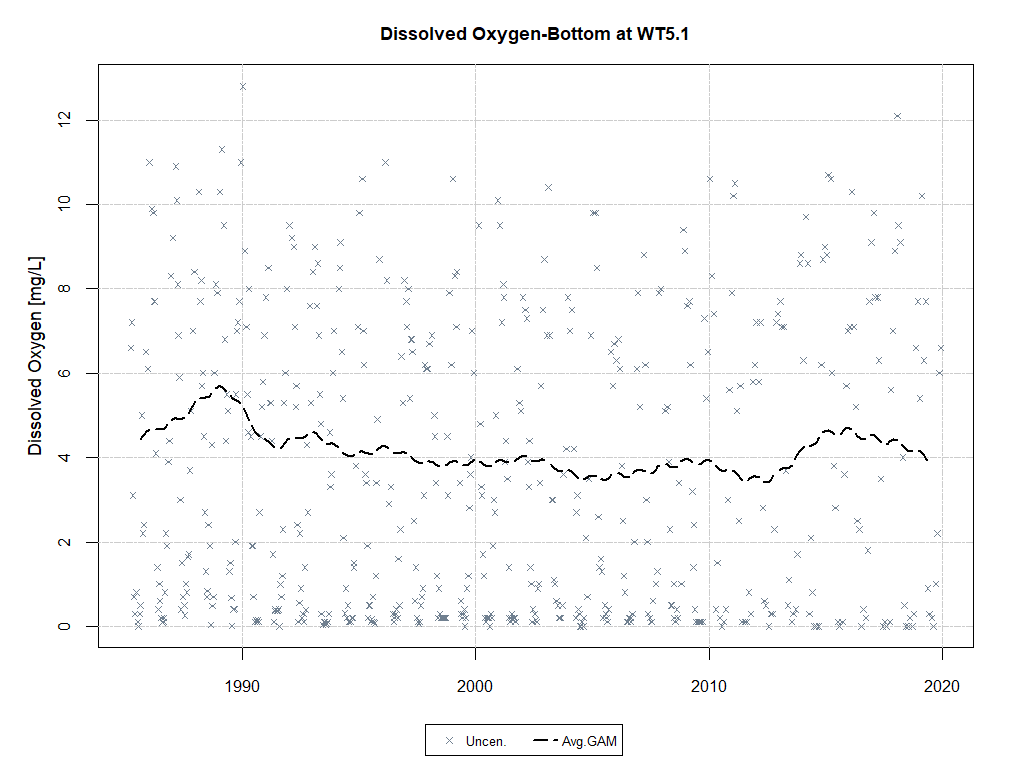 Dissolved Oxygen-Bottom at WT5.1
Dissolved Oxygen [mg/L]
12
10
8
6
4
2
0
1990 2000 2010 2020
Uncen. Avg.GAM